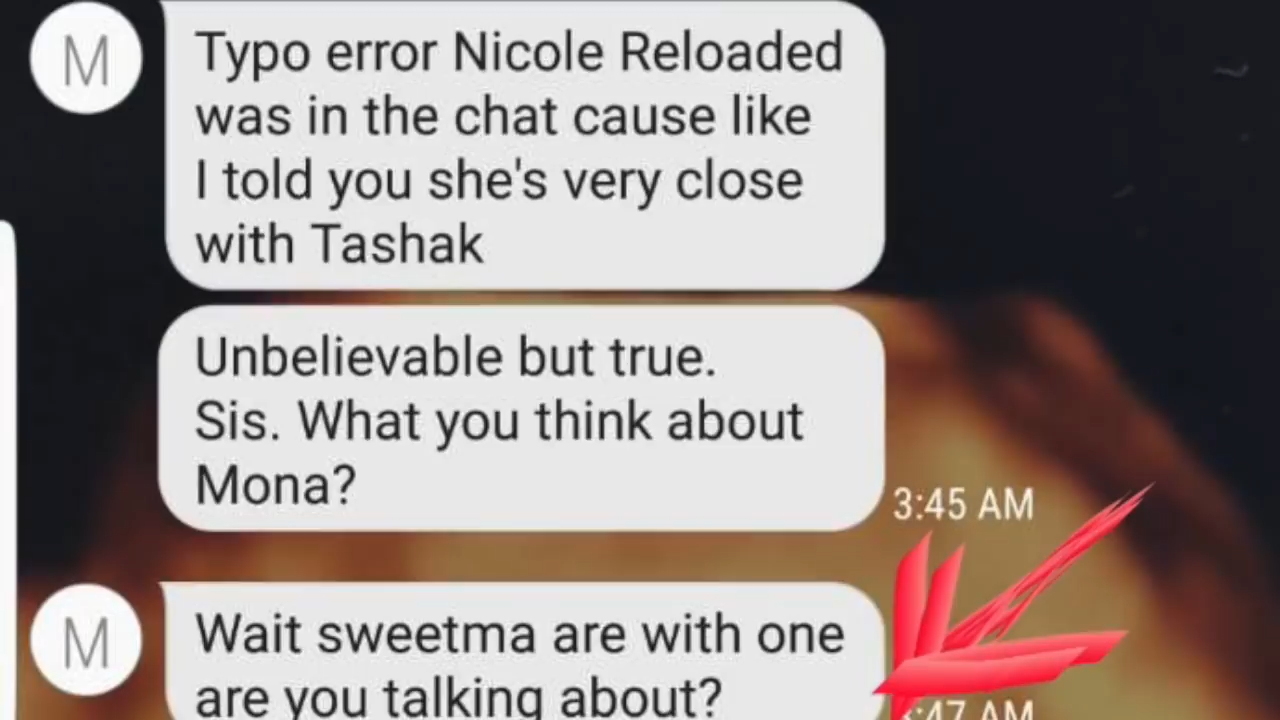 M
Typo error Nicole Reloaded
was in the chat cause like
I told you she's very close
with Tashak
Unbelievable but true.
Sis. What you think about
Mona?
3:45 AM
M
Wait sweetma are with one
are you talking about?
:47 AM